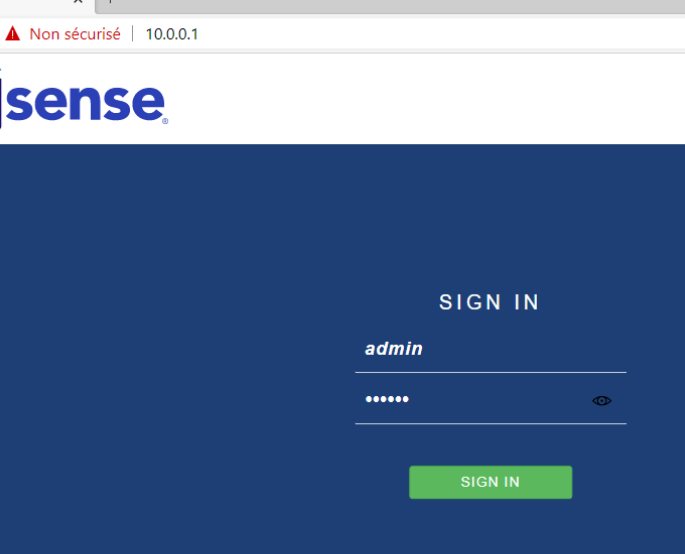 Non sécurisé 10.0.0.1
sense
SIGN IN
admin
••••••
SIGN IN